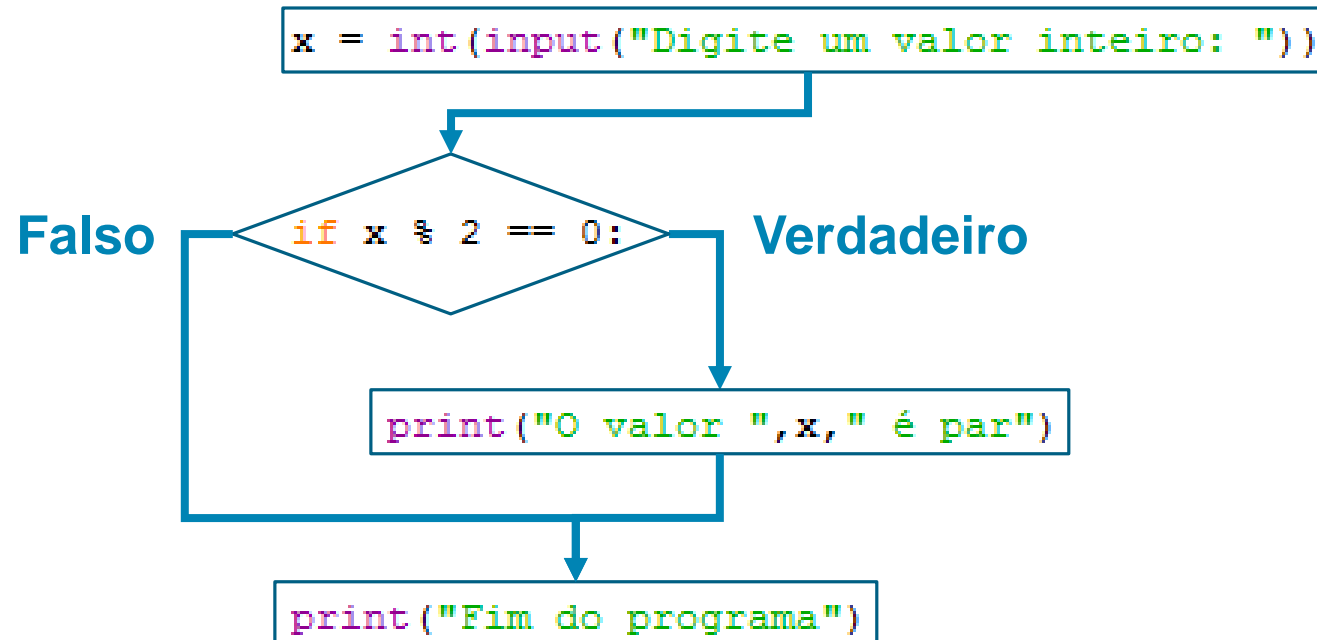 x = int(input("Digite um valor inteiro: "))
Falso
if x % 2 == 0:
Verdadeiro
print("O valor ",x," é par")
print("Fim do programa")